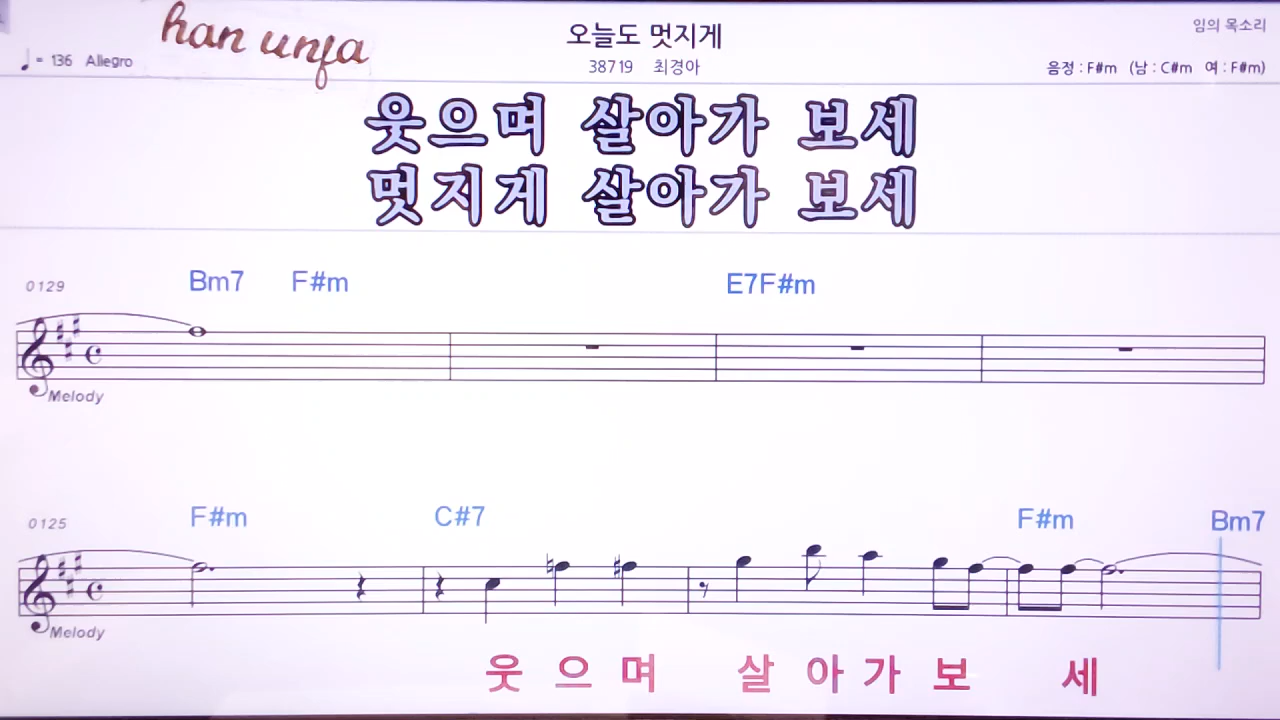 han unja
오늘도 멋지게
임의 목소리
♩ = 136 Allegro
38719 최경아
음정 : F#m (남 : C#m 여 : F#m)
웃으며 살아가 보세
멋지게 살아가 보세
0129 Bm7 F#m E7F#m
Melody
0125 F#m C#7 F#m Bm7
Melody
웃 으 며 살 아 가 보 세